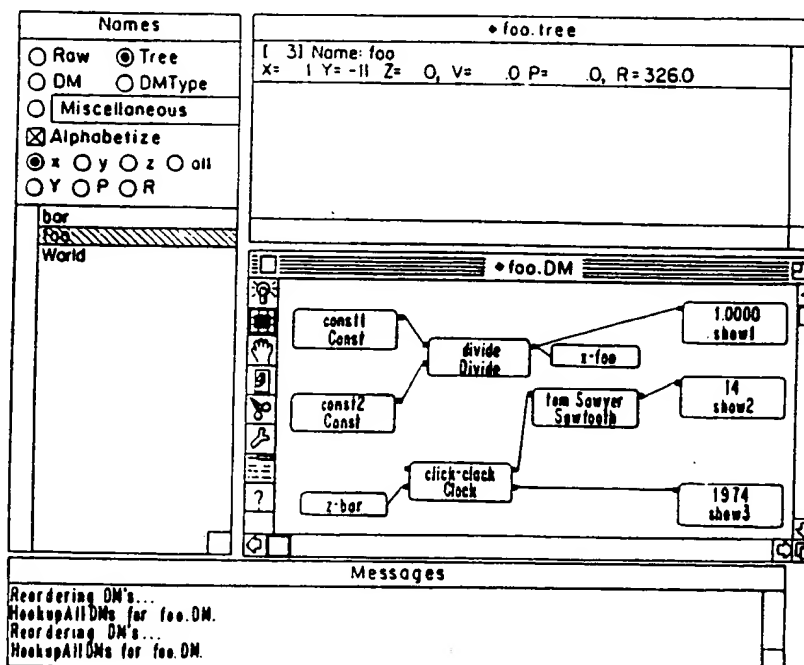 Names
Raw Tree
DM DMType
Miscellaneous
Alphabetize
x y z all
Y P R
bar
foo
World
◆foo.tree
[ 3] Name: foo
X= 1 Y= -11 Z= 0, V= .0 P= .0, R=326.0
◆foo.DM
const1
Const
const2
Const
divide
Divide
x-foo
1.0000
show1
tom Sawyer
Sawtooth
14
show2
click-clack
Clock
z-bar
1974
show3
?
Messages
Reordering DM's...
HookupAllDMs for foo.DM.
Reordering DM's...
HookupAllDMs for foo.DM.